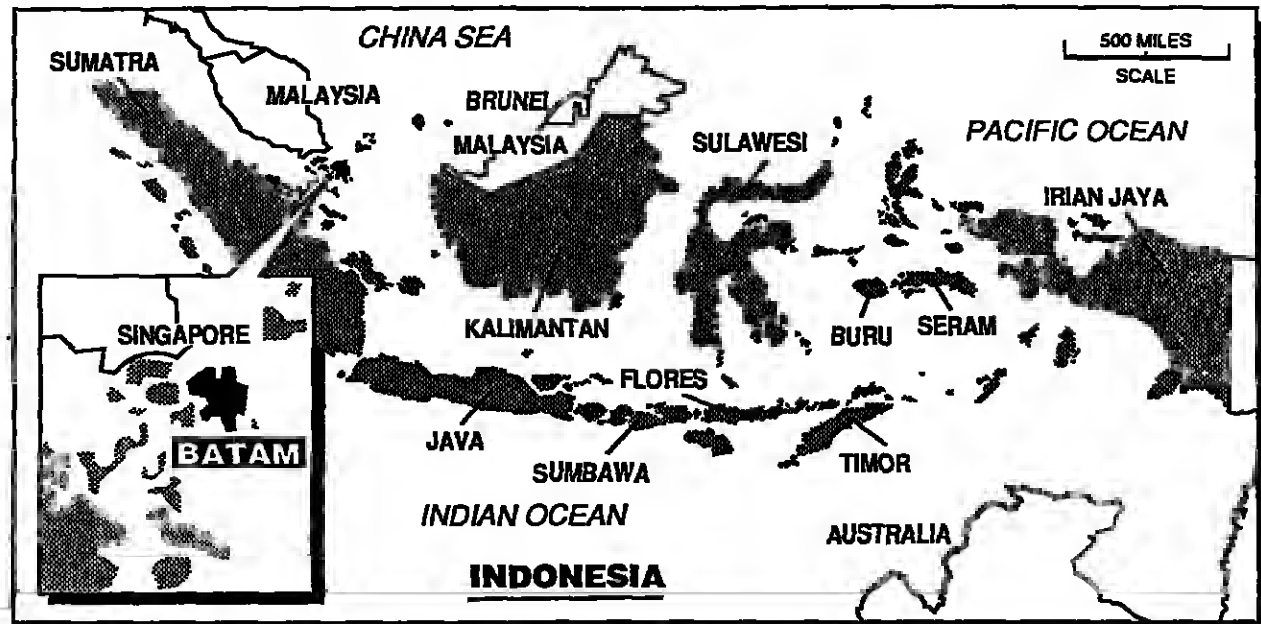 CHINA SEA
500 MILES
SCALE
SUMATRA
MALAYSIA
BRUNEI
MALAYSIA
SULAWESI
PACIFIC OCEAN
IRIAN JAYA
SINGAPORE
KALIMANTAN
BURU
SERAM
FLORES
JAVA
BATAM
SUMBAWA
TIMOR
INDIAN OCEAN
AUSTRALIA
INDONESIA